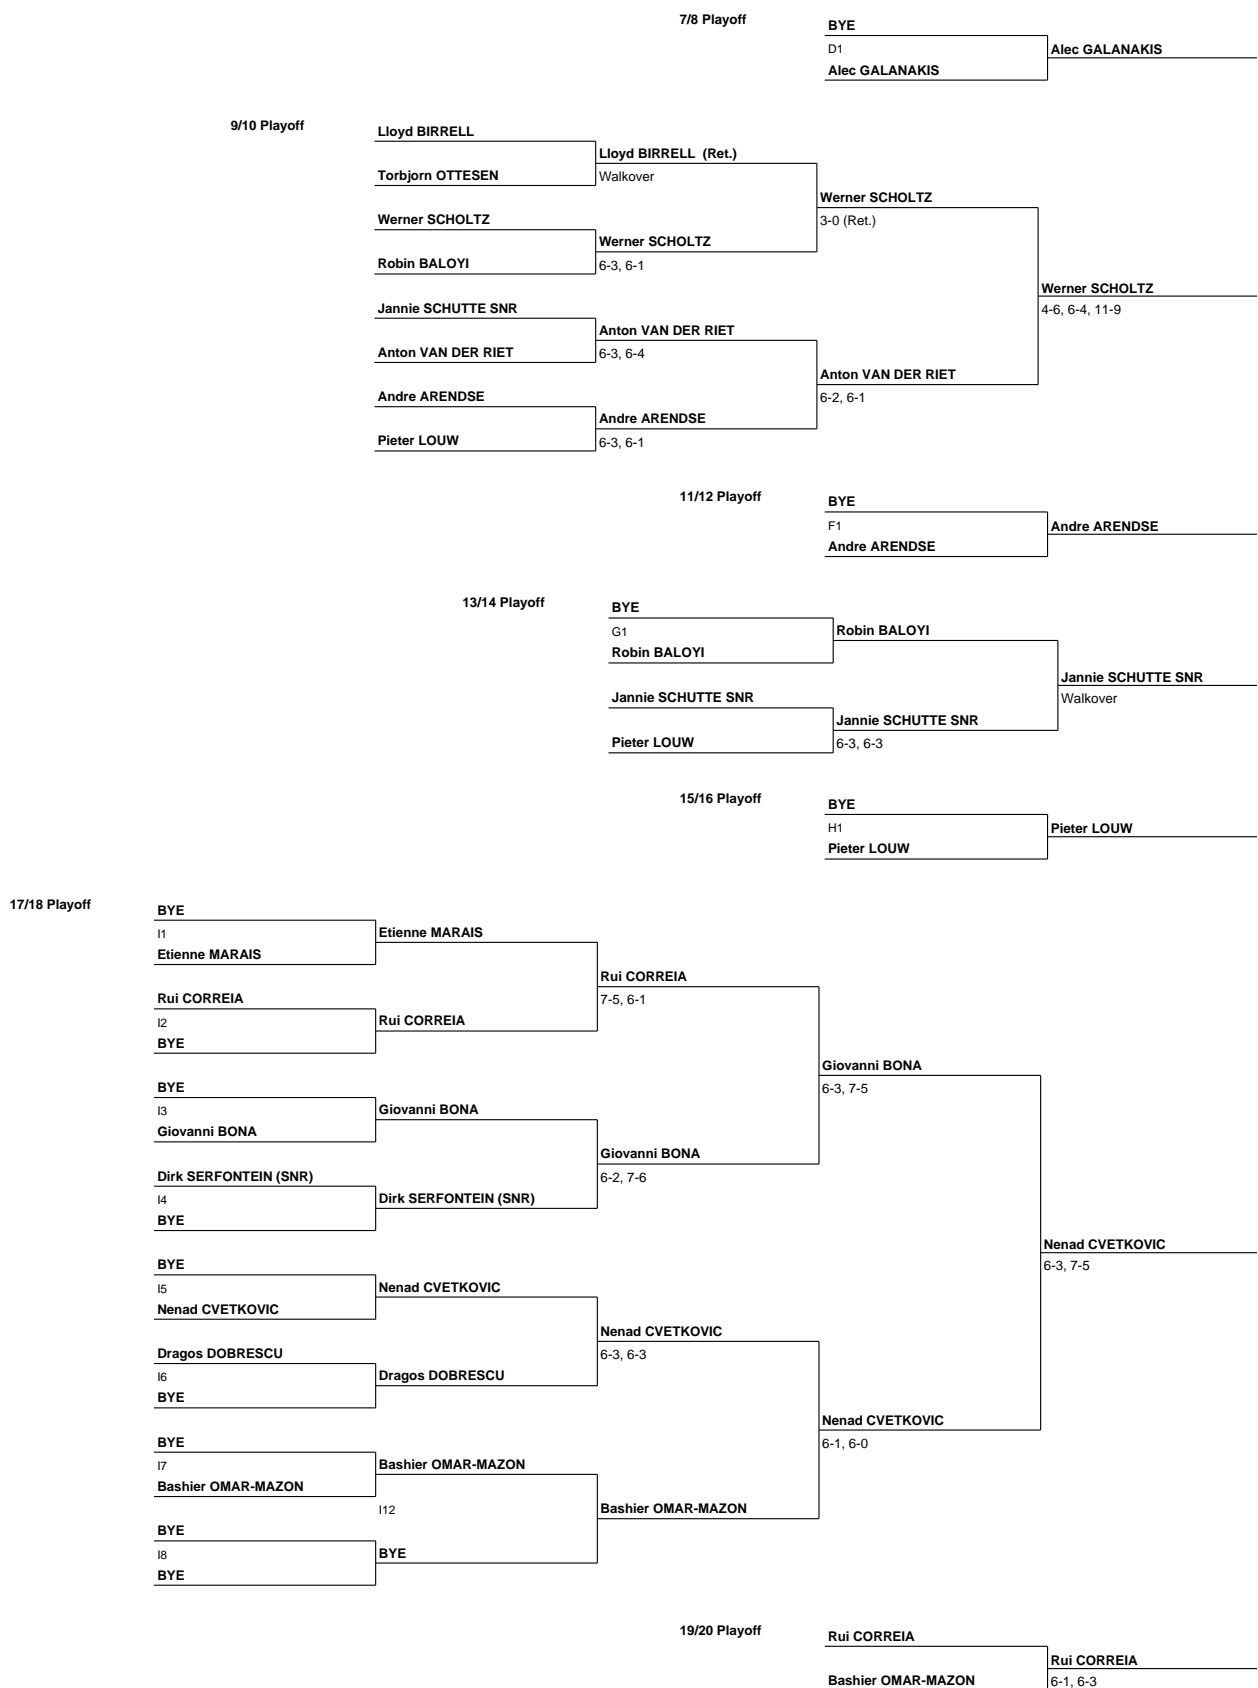 7/8 Playoff
BYE
D1
Alec GALANAKIS
Alec GALANAKIS
9/10 Playoff
Lloyd BIRRELL
Lloyd BIRRELL (Ret.)
Torbjorn OTTESEN
Walkover
Werner SCHOLTZ
Werner SCHOLTZ
3-0 (Ret.)
Werner SCHOLTZ
Robin BALOYI
6-3, 6-1
Werner SCHOLTZ
4-6, 6-4, 11-9
Jannie SCHUTTE SNR
Anton VAN DER RIET
Anton VAN DER RIET
6-3, 6-4
Anton VAN DER RIET
6-2, 6-1
Andre ARENDSE
Andre ARENDSE
Pieter LOUW
6-3, 6-1
11/12 Playoff
BYE
F1
Andre ARENDSE
Andre ARENDSE
13/14 Playoff
BYE
G1
Robin BALOYI
Robin BALOYI
Jannie SCHUTTE SNR
Walkover
Jannie SCHUTTE SNR
Jannie SCHUTTE SNR
Pieter LOUW
6-3, 6-3
15/16 Playoff
BYE
H1
Pieter LOUW
Pieter LOUW
17/18 Playoff
BYE
I1
Etienne MARAIS
Etienne MARAIS
Rui CORREIA
7-5, 6-1
Rui CORREIA
I2
Rui CORREIA
BYE
Giovanni BONA
6-3, 7-5
BYE
I3
Giovanni BONA
Giovanni BONA
Giovanni BONA
6-2, 7-6
Dirk SERFONTEIN (SNR)
I4
Dirk SERFONTEIN (SNR)
BYE
Nenad CVETKOVIC
6-3, 7-5
BYE
I5
Nenad CVETKOVIC
Nenad CVETKOVIC
Nenad CVETKOVIC
6-3, 6-3
Dragos DOBRESCU
I6
Dragos DOBRESCU
BYE
Nenad CVETKOVIC
6-1, 6-0
BYE
I7
Bashier OMAR-MAZON
Bashier OMAR-MAZON
I12
Bashier OMAR-MAZON
BYE
I8
BYE
BYE
19/20 Playoff
Rui CORREIA
Rui CORREIA
Bashier OMAR-MAZON
6-1, 6-3